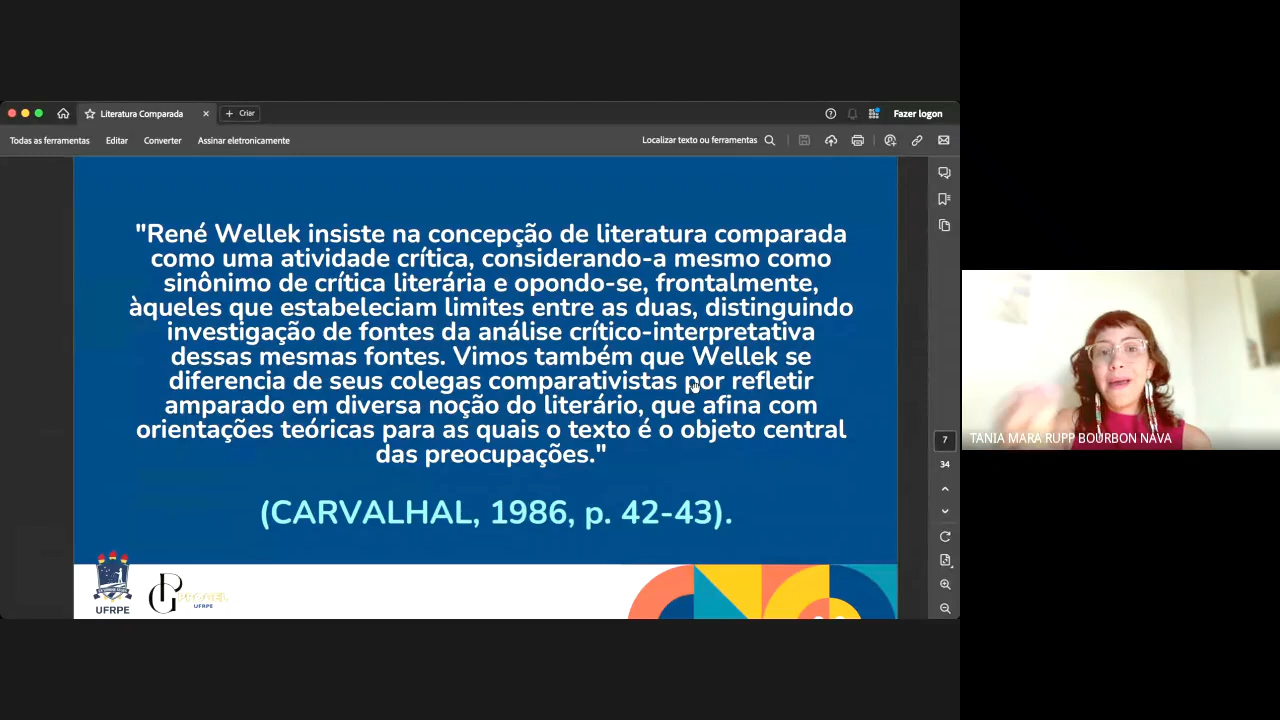 Literatura Comparada
Criar
Fazer logon
Todas as ferramentas
Editar
Converter
Assinar eletronicamente
Localizar texto ou ferramentas
"René Wellek insiste na concepção de literatura comparada
como uma atividade crítica, considerando-a mesmo como
sinônimo de crítica literária e opondo-se, frontalmente,
àqueles que estabeleciam limites entre as duas, distinguindo
investigação de fontes da análise crítico-interpretativa
dessas mesmas fontes. Vimos também que Wellek se
diferencia de seus colegas comparativistas por refletir
amparado em diversa noção do literário, que afina com
orientações teóricas para as quais o texto é o objeto central
das preocupações."
(CARVALHAL, 1986, p. 42-43).
UFRPE
UFRPE
7
34
TANIA MARA RUPP BOURBON NAVA